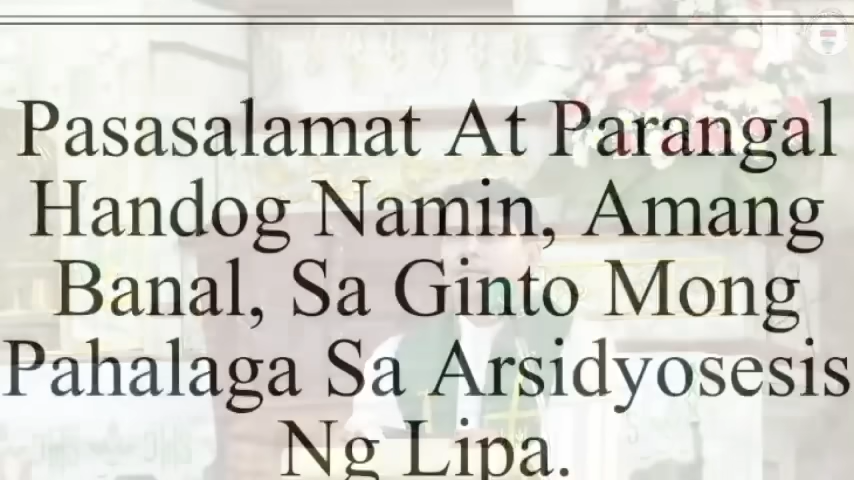 Pasasalamat At Parangal
Handog Namin, Amang
Banal, Sa Ginto Mong
Pahalaga Sa Arsidyosesis
Ng Lipa.